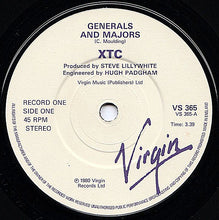 GENERALS
AND MAJORS
(C. Moulding)
XTC
Produced by STEVE LILLYWHITE
Engineered by HUGH PADGHAM
Virgin Music (Publishers) Ltd
RECORD ONE
SIDE ONE
45 RPM
STEREO
VS 365
VS 365-A
Time: 3.39
℗ 1980 Virgin
Records Ltd
Virgin